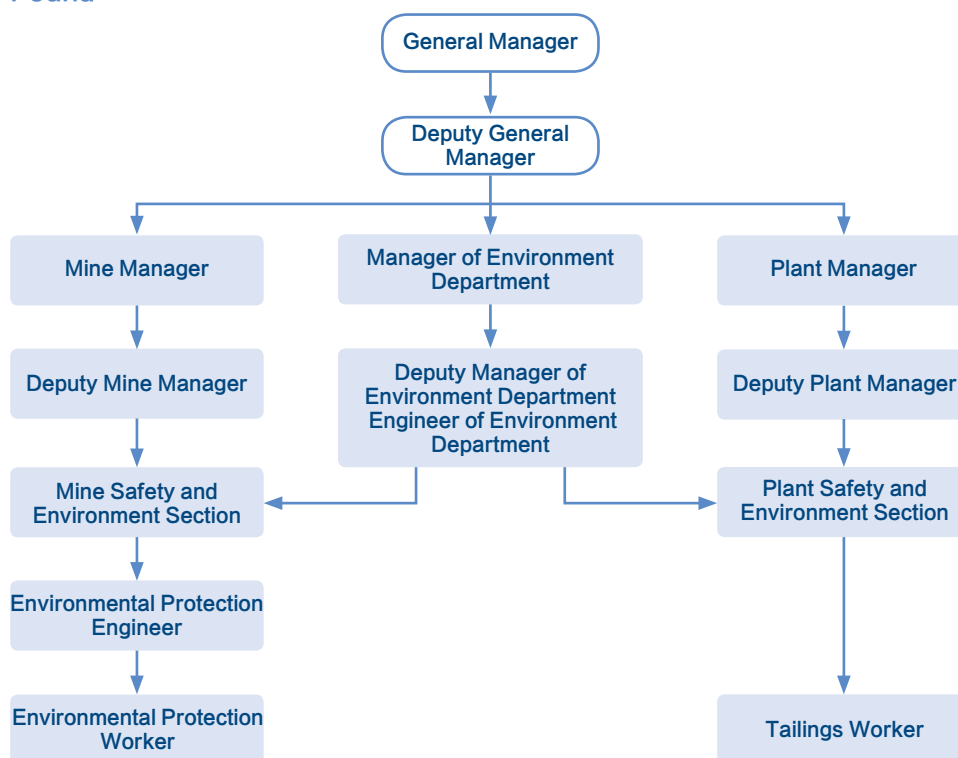 General Manager
Deputy General
Manager
Mine Manager
Manager of Environment
Department
Plant Manager
Deputy Mine Manager
Deputy Manager of
Environment Department
Engineer of Environment
Department
Deputy Plant Manager
Mine Safety and
Environment Section
Plant Safety and
Environment Section
Environmental Protection
Engineer
Environmental Protection
Worker
Tailings Worker